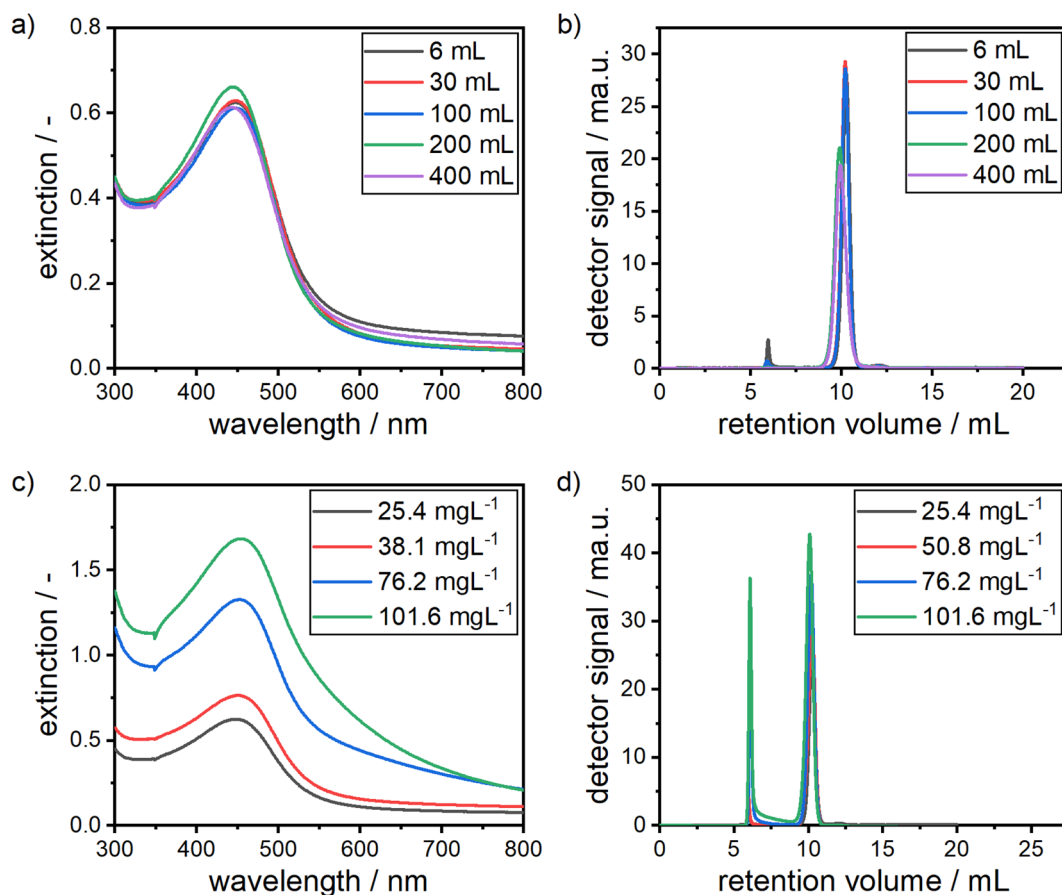 a)
extinction / -
0.8
0.6
0.4
0.2
0.0
300 400 500 600 700 800
wavelength / nm
6 mL
30 mL
100 mL
200 mL
400 mL
b)
detector signal / ma.u.
30
25
20
15
10
5
0
0 5 10 15 20
retention volume / mL
6 mL
30 mL
100 mL
200 mL
400 mL
c)
extinction / -
2.0
1.5
1.0
0.5
0.0
300 400 500 600 700 800
wavelength / nm
25.4 mgL⁻¹
38.1 mgL⁻¹
76.2 mgL⁻¹
101.6 mgL⁻¹
d)
detector signal / ma.u.
50
40
30
20
10
0
0 5 10 15 20 25
retention volume / mL
25.4 mgL⁻¹
50.8 mgL⁻¹
76.2 mgL⁻¹
101.6 mgL⁻¹